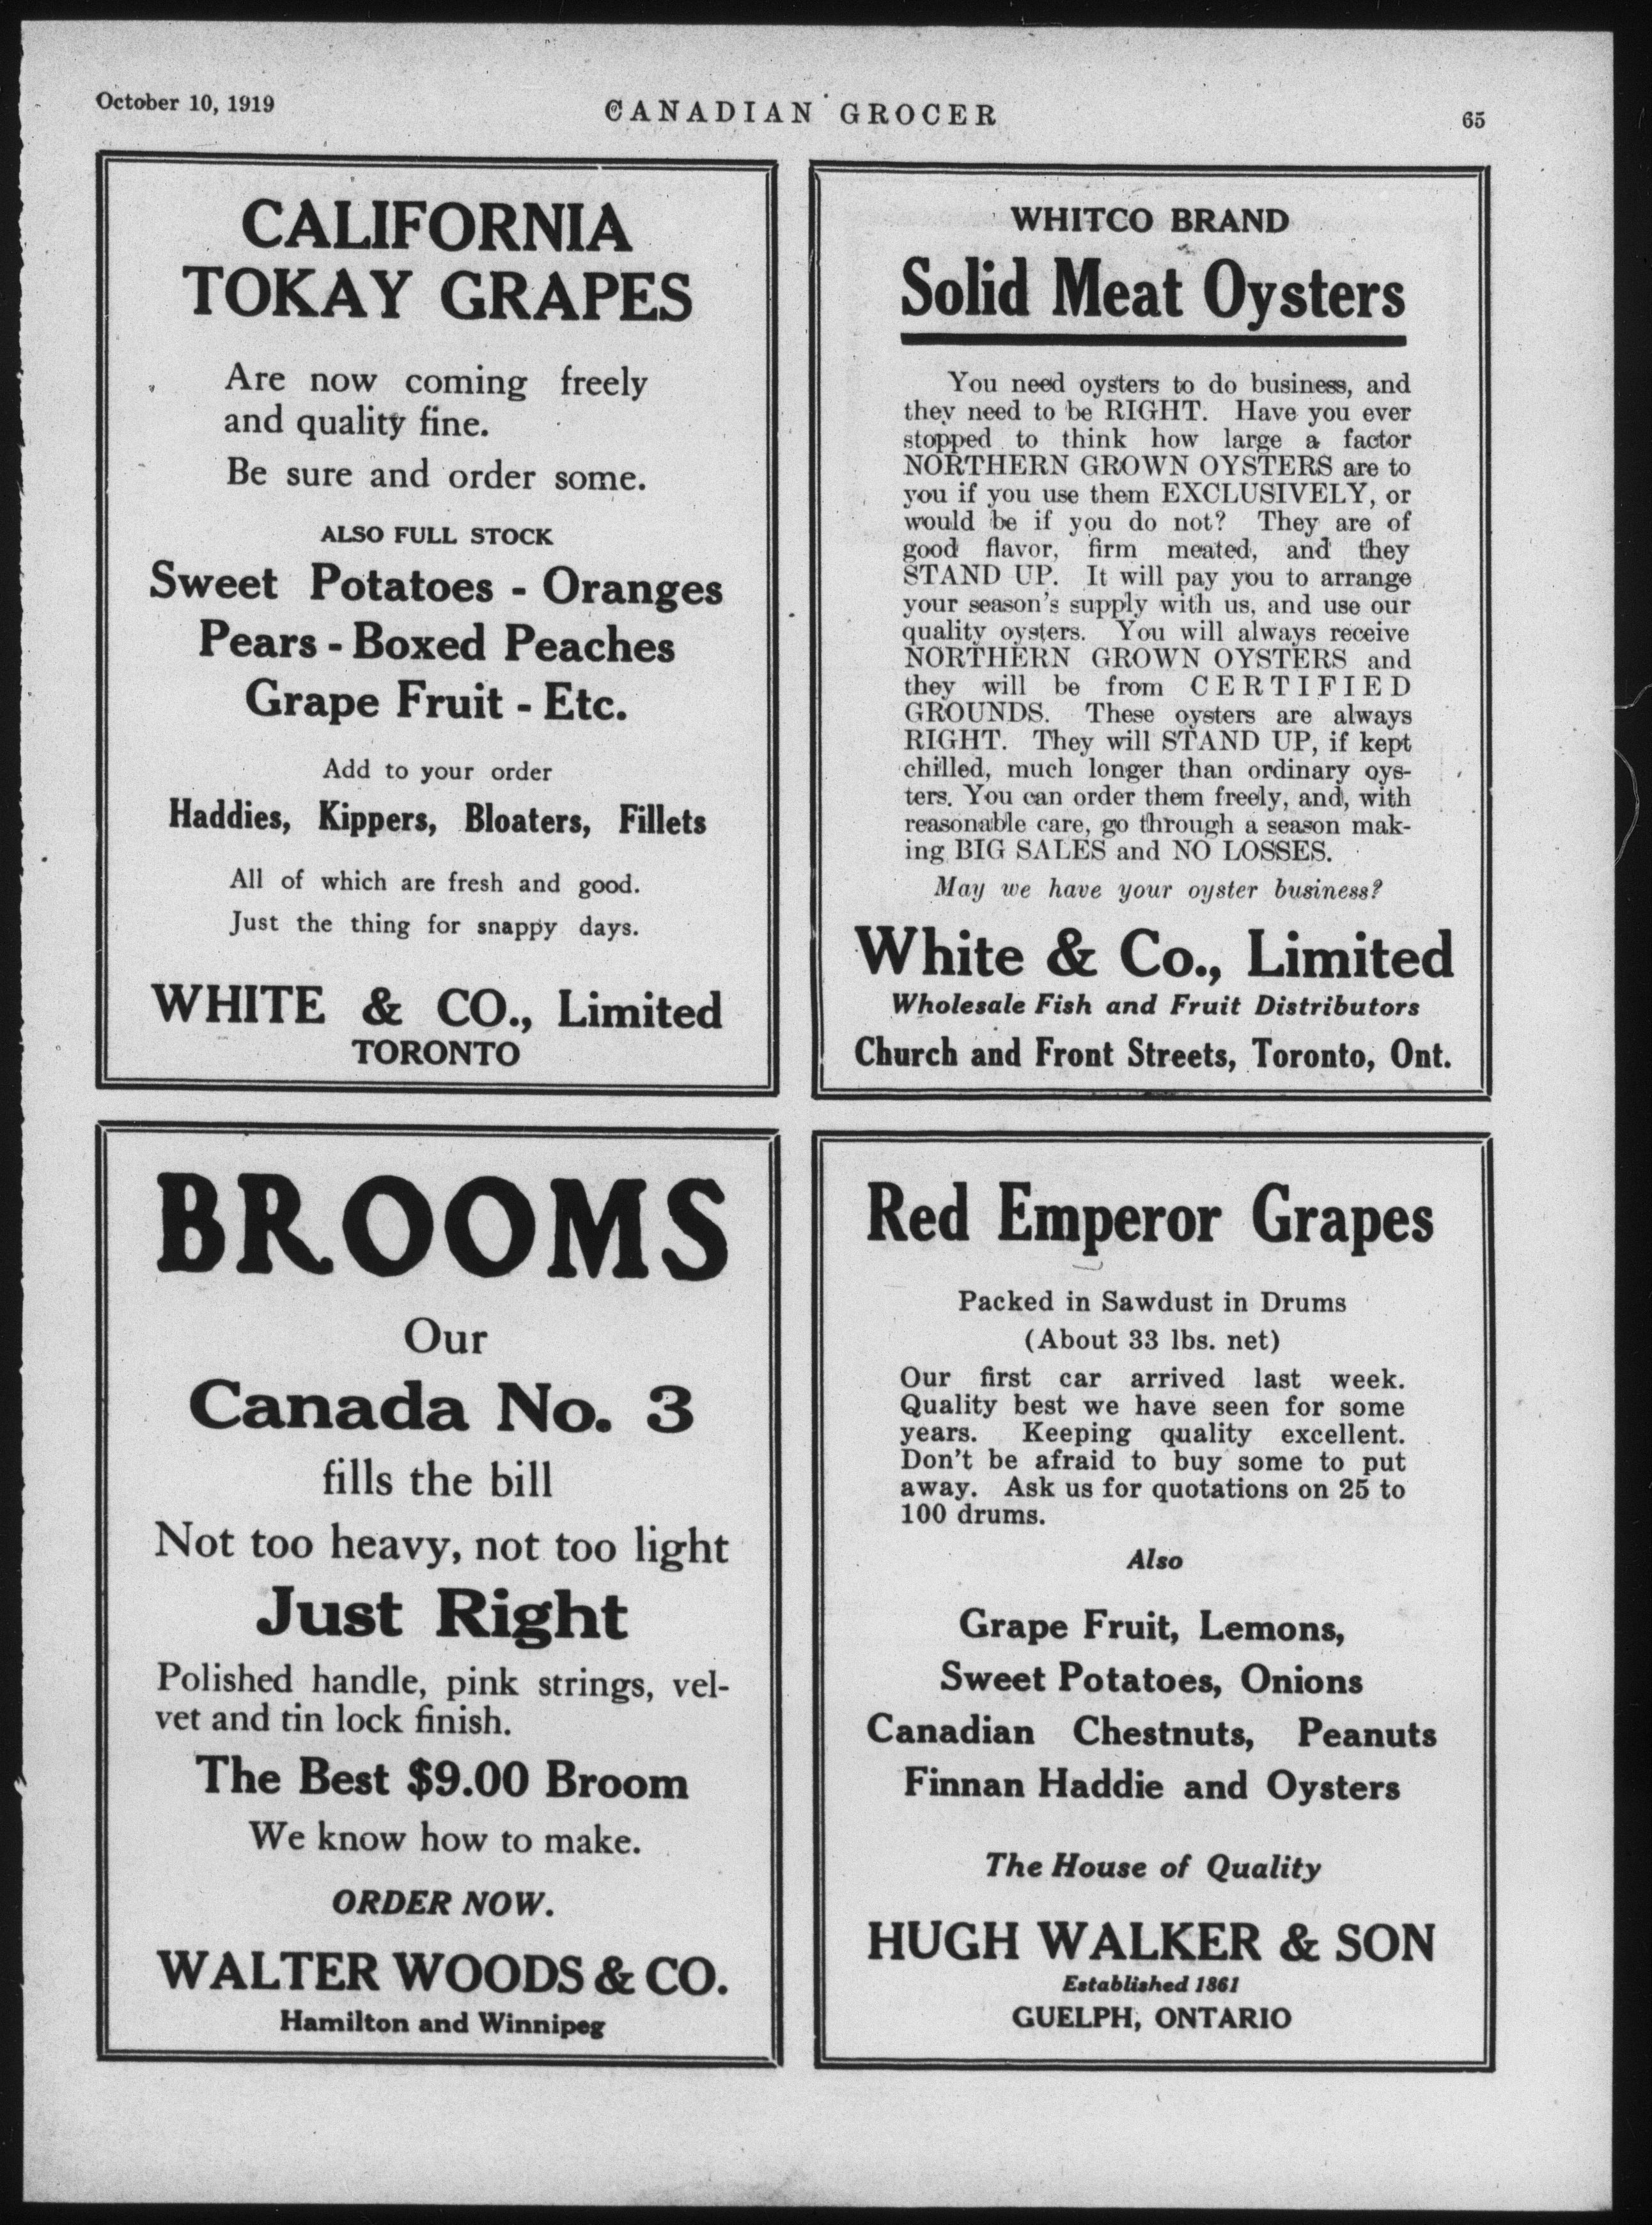 October 10, 1919
CANADIAN GROCER
65
CALIFORNIA
TOKAY GRAPES
Are now coming freely
and quality fine.
Be sure and order some.
ALSO FULL STOCK
Sweet Potatoes - Oranges
Pears - Boxed Peaches
Grape Fruit - Etc.
Add to your order
Haddies, Kippers, Bloaters, Fillets
All of which are fresh and good.
Just the thing for snappy days.
WHITE & CO., Limited
TORONTO
WHITCO BRAND
Solid Meat Oysters
You need oysters to do business, and
they need to be RIGHT. Have you ever
stopped to think how large a factor
NORTHERN GROWN OYSTERS are to
you if you use them EXCLUSIVELY, or
would be if you do not? They are of
good flavor, firm meated, and they
STAND UP. It will pay you to arrange
your season's supply with us, and use our
quality oysters. You will always receive
NORTHERN GROWN OYSTERS and
they will be from CERTIFIED
GROUNDS. These oysters are always
RIGHT. They will STAND UP, if kept
chilled, much longer than ordinary oys-
ters. You can order them freely, and, with
reasonable care, go through a season mak-
ing BIG SALES and NO LOSSES.
May we have your oyster business?
White & Co., Limited
Wholesale Fish and Fruit Distributors
Church and Front Streets, Toronto, Ont.
BROOMS
Our
Canada No. 3
fills the bill
Not too heavy, not too light
Just Right
Polished handle, pink strings, vel-
vet and tin lock finish.
The Best $9.00 Broom
We know how to make.
ORDER NOW.
WALTER WOODS & CO.
Hamilton and Winnipeg
Red Emperor Grapes
Packed in Sawdust in Drums
(About 33 lbs. net)
Our first car arrived last week.
Quality best we have seen for some
years. Keeping quality excellent.
Don't be afraid to buy some to put
away. Ask us for quotations on 25 to
100 drums.
Also
Grape Fruit, Lemons,
Sweet Potatoes, Onions
Canadian Chestnuts, Peanuts
Finnan Haddie and Oysters
The House of Quality
HUGH WALKER & SON
Established 1861
GUELPH, ONTARIO